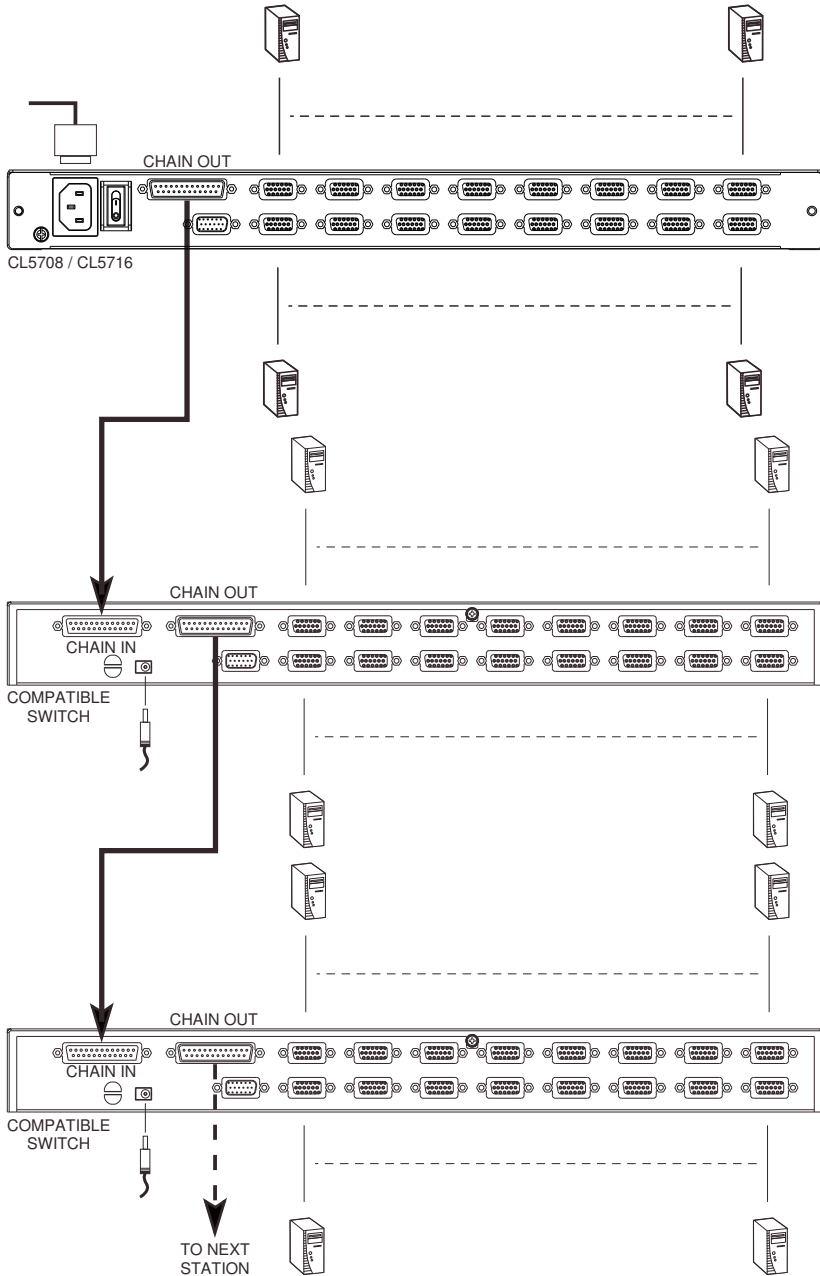 CHAIN OUT
CL5708 / CL5716
CHAIN OUT
CHAIN IN
COMPATIBLE
SWITCH
CHAIN OUT
CHAIN IN
COMPATIBLE
SWITCH
TO NEXT
STATION